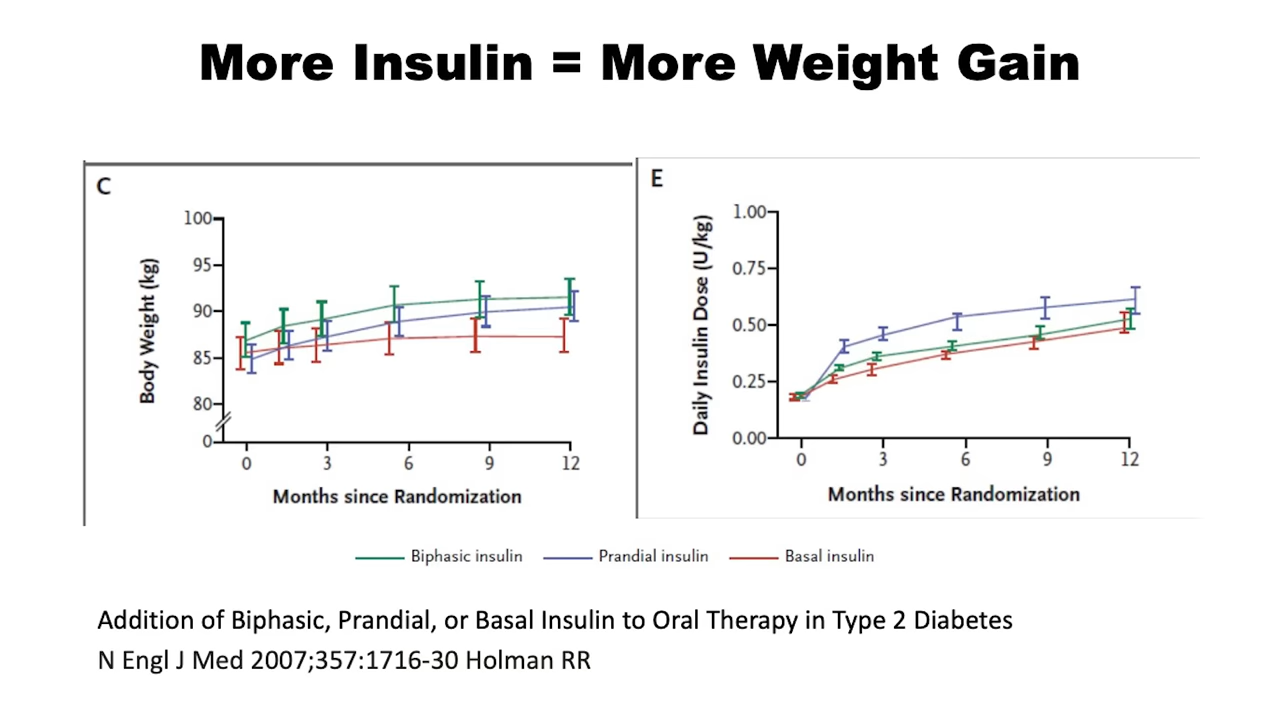 More Insulin = More Weight Gain
C
Body Weight (kg)
100
95
90
85
80
0
0 3 6 9 12
Months since Randomization
E
Daily Insulin Dose (U/kg)
1.00
0.75
0.50
0.25
0.00
0 3 6 9 12
Months since Randomization
Biphasic insulin Prandial insulin Basal insulin
Addition of Biphasic, Prandial, or Basal Insulin to Oral Therapy in Type 2 Diabetes
N Engl J Med 2007;357:1716-30 Holman RR